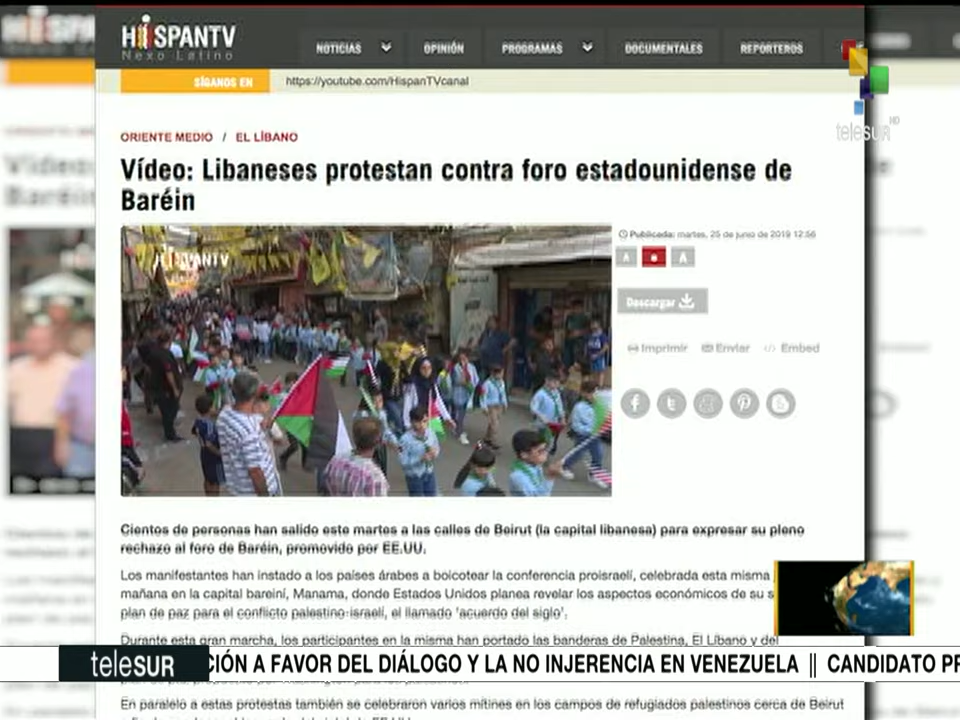 HISPANTV
Nexo Latino
NOTICIAS OPINIÓN PROGRAMAS DOCUMENTALES REPORTEROS
SÍGANOS EN https://youtube.com/HispanTVcanal
teleSUR HD
ORIENTE MEDIO / EL LÍBANO
Vídeo: Libaneses protestan contra foro estadounidense de
Baréin
Publicada: martes, 25 de junio de 2019 12:56
HISPANTV
A A
Descargar
Imprimir Enviar Embed
Cientos de personas han salido este martes a las calles de Beirut (la capital libanesa) para expresar su pleno
rechazo al foro de Baréin, promovido por EE.UU.
Los manifestantes han instado a los países árabes a boicotear la conferencia proisraelí, celebrada esta misma
mañana en la capital bareiní, Manama, donde Estados Unidos planea revelar los aspectos económicos de su s
plan de paz para el conflicto palestino-israelí, el llamado 'acuerdo del siglo'.
Durante esta gran marcha, los participantes en la misma han portado las banderas de Palestina, El Líbano y del
teleSUR CIÓN A FAVOR DEL DIÁLOGO Y LA NO INJERENCIA EN VENEZUELA || CANDIDATO PR
En paralelo a estas protestas también se celebraron varios mítines en los campos de refugiados palestinos cerca de Beirut